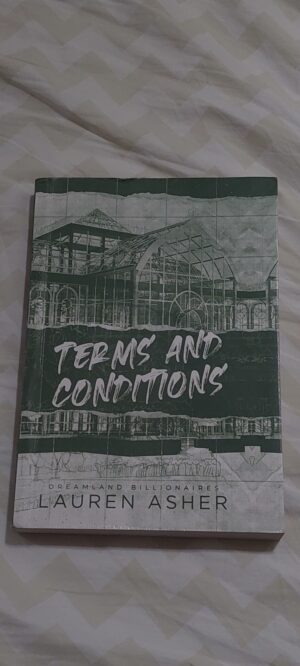 TERMS AND
CONDITIONS
DREAMLAND BILLIONAIRES
LAUREN ASHER